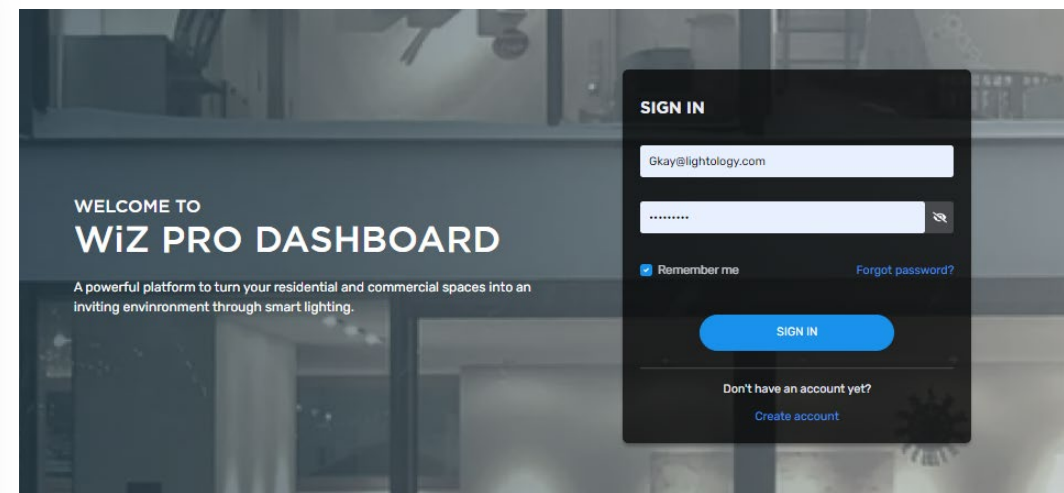 WELCOME TO
WiZ PRO DASHBOARD
A powerful platform to turn your residential and commercial spaces into an
inviting envinronment through smart lighting.
SIGN IN
Gkay@lightology.com
•••••••••
Remember me
Forgot password?
SIGN IN
Don't have an account yet?
Create account